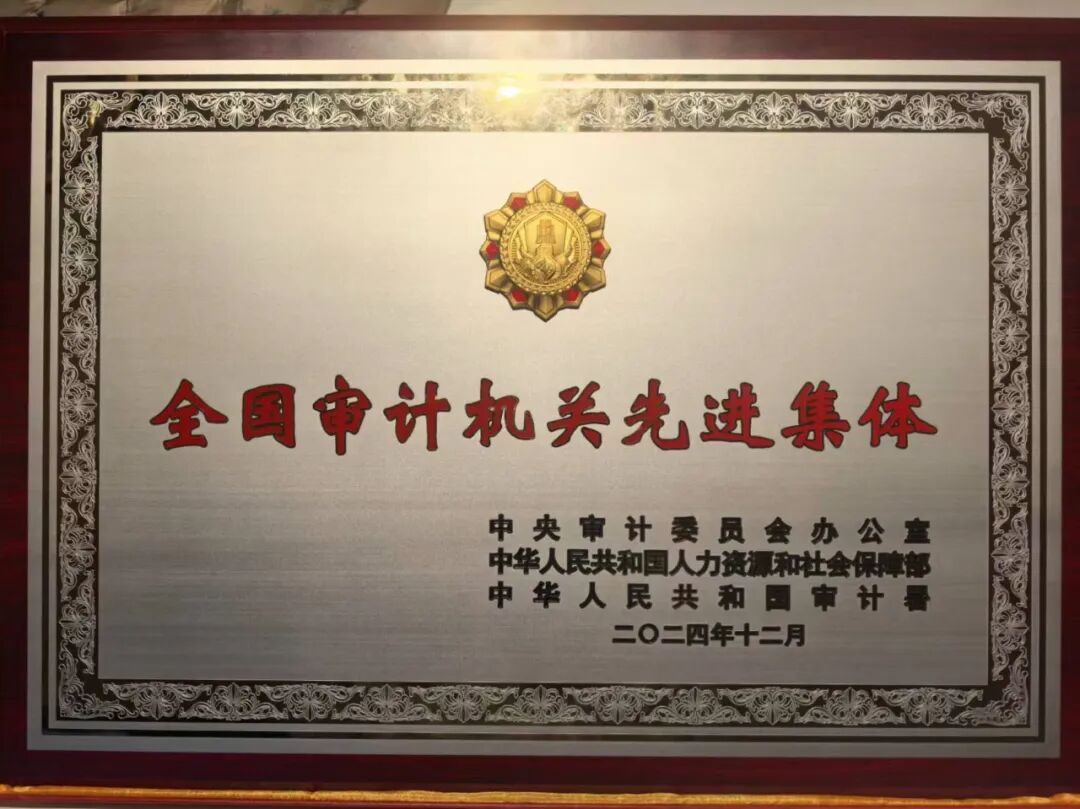 全国审计机关先进集体
中央审计委员会办公室
中华人民共和国人力资源和社会保障部
中华人民共和国审计署
二〇二四年十二月